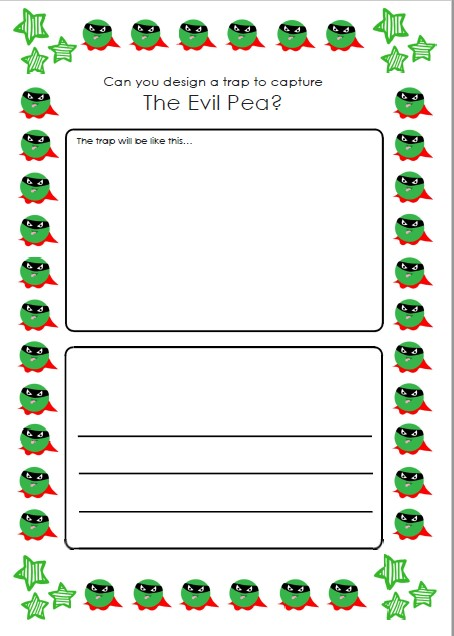 Can you design a trap to capture
The Evil Pea?
The trap will be like this...